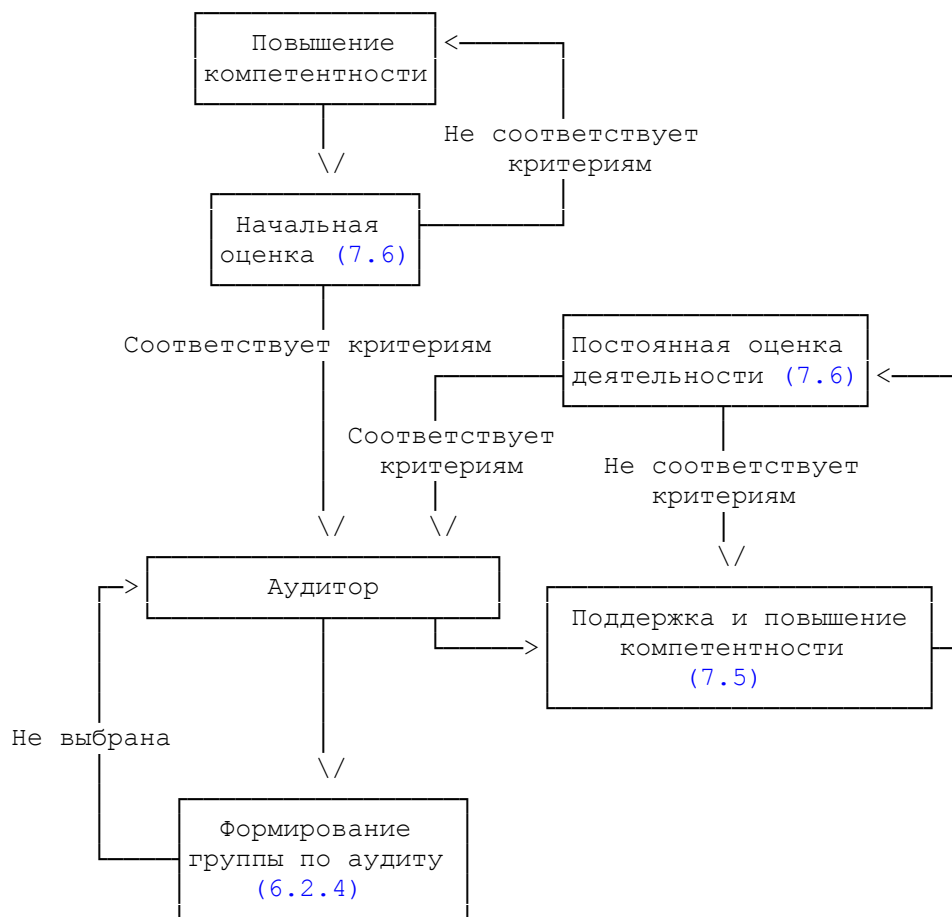 Повышение
компетентности
Не соответствует
критериям
Начальная
оценка (7.6)
Соответствует критериям
Постоянная оценка
деятельности (7.6)
Соответствует
критериям
Не соответствует
критериям
Аудитор
Поддержка и повышение
компетентности
(7.5)
Не выбрана
Формирование
группы по аудиту
(6.2.4)